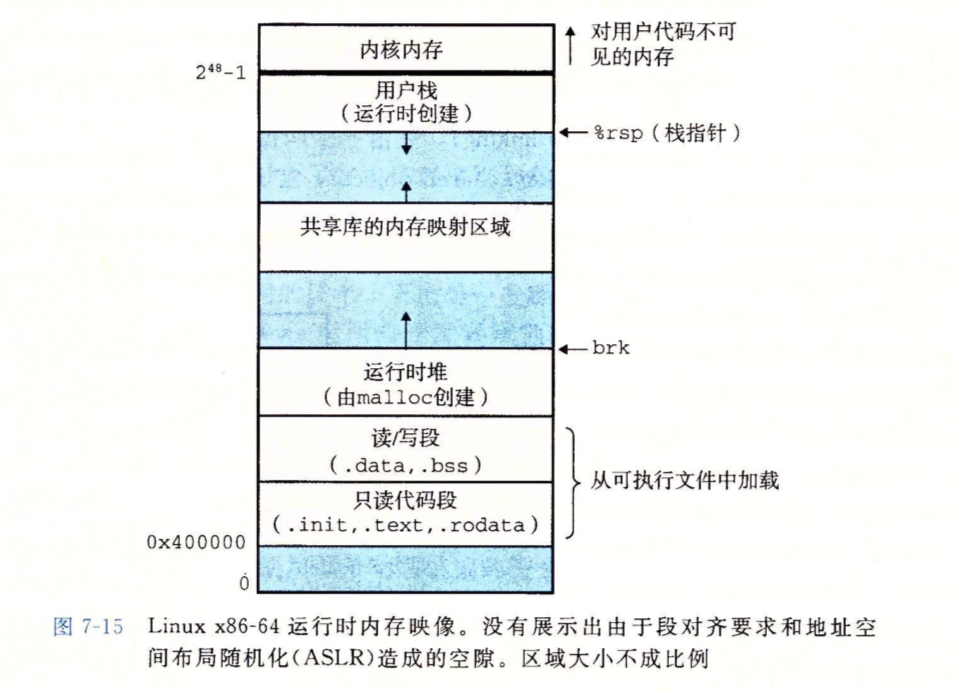 内核内存
对用户代码不可
见的内存
2⁴⁸-1
用户栈
(运行时创建)
%rsp(栈指针)
共享库的内存映射区域
brk
运行时堆
(由malloc创建)
读/写段
(.data,.bss)
从可执行文件中加载
只读代码段
(.init,.text,.rodata)
0x400000
0
图 7-15 Linux x86-64 运行时内存映像。没有展示出由于段对齐要求和地址空
间布局随机化(ASLR)造成的空隙。区域大小不成比例